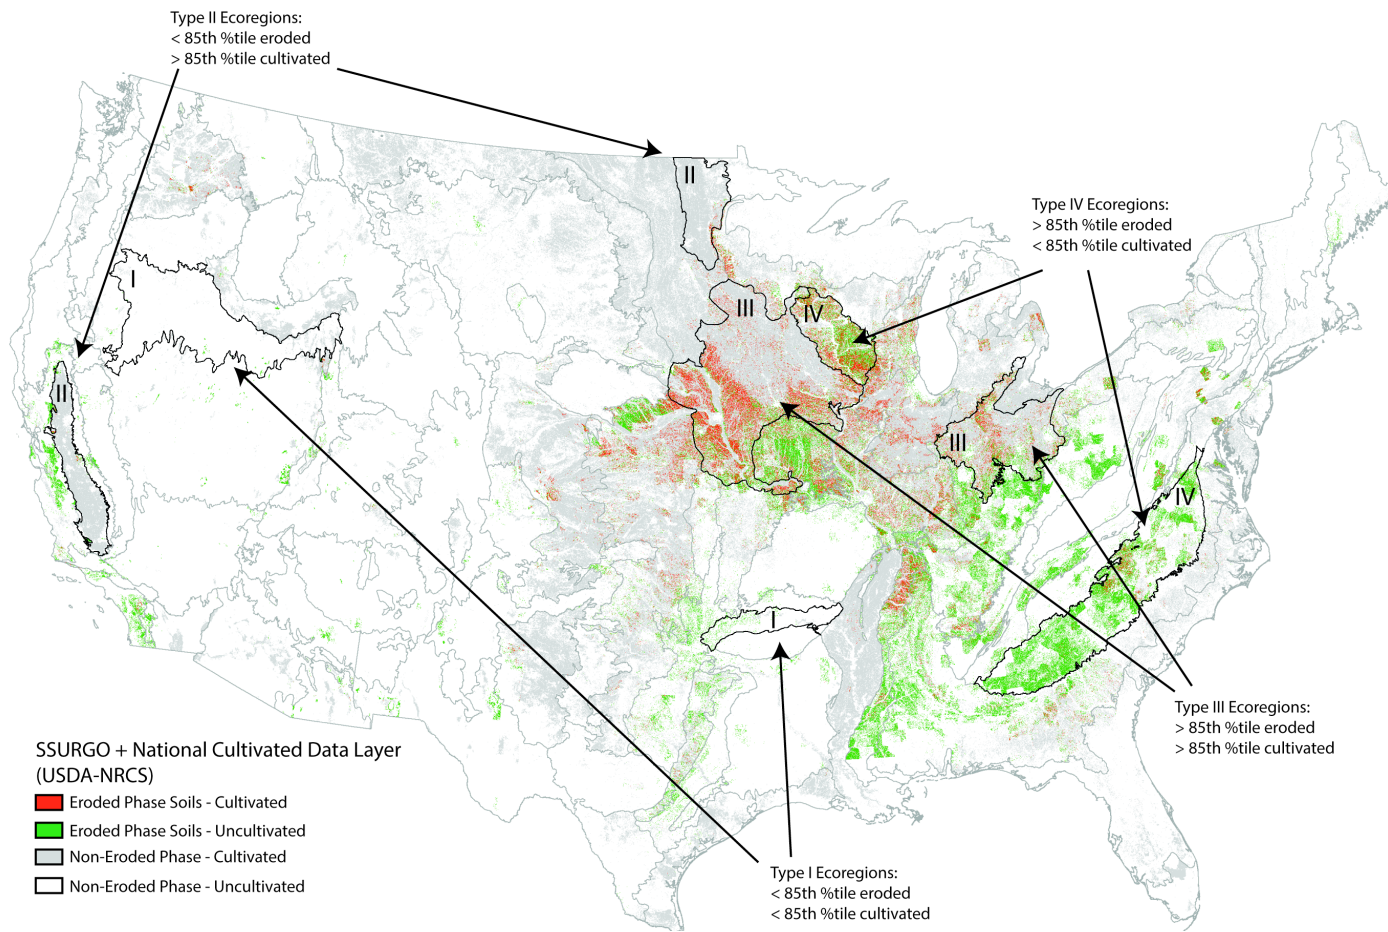 Type II Ecoregions:
< 85th %tile eroded
> 85th %tile cultivated
II
Type IV Ecoregions:
> 85th %tile eroded
< 85th %tile cultivated
I
III
IV
II
III
IV
I
Type III Ecoregions:
> 85th %tile eroded
> 85th %tile cultivated
SSURGO + National Cultivated Data Layer
(USDA-NRCS)
Eroded Phase Soils - Cultivated
Eroded Phase Soils - Uncultivated
Non-Eroded Phase - Cultivated
Non-Eroded Phase - Uncultivated
Type I Ecoregions:
< 85th %tile eroded
< 85th %tile cultivated